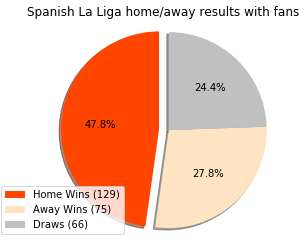 Spanish La Liga home/away results with fans
24.4%
47.8%
27.8%
Home Wins (129)
Away Wins (75)
Draws (66)